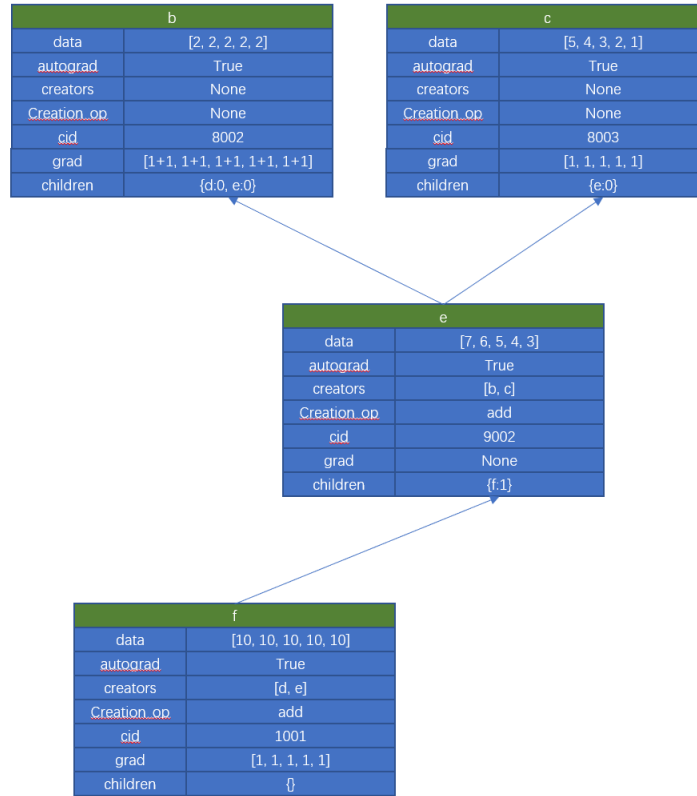 b
data [2, 2, 2, 2, 2]
autograd True
creators None
Creation_op None
cid 8002
grad [1+1, 1+1, 1+1, 1+1, 1+1]
children {d:0, e:0}
c
data [5, 4, 3, 2, 1]
autograd True
creators None
Creation_op None
cid 8003
grad [1, 1, 1, 1, 1]
children {e:0}
e
data [7, 6, 5, 4, 3]
autograd True
creators [b, c]
Creation_op add
cid 9002
grad None
children {f:1}
f
data [10, 10, 10, 10, 10]
autograd True
creators [d, e]
Creation_op add
cid 1001
grad [1, 1, 1, 1, 1]
children {}